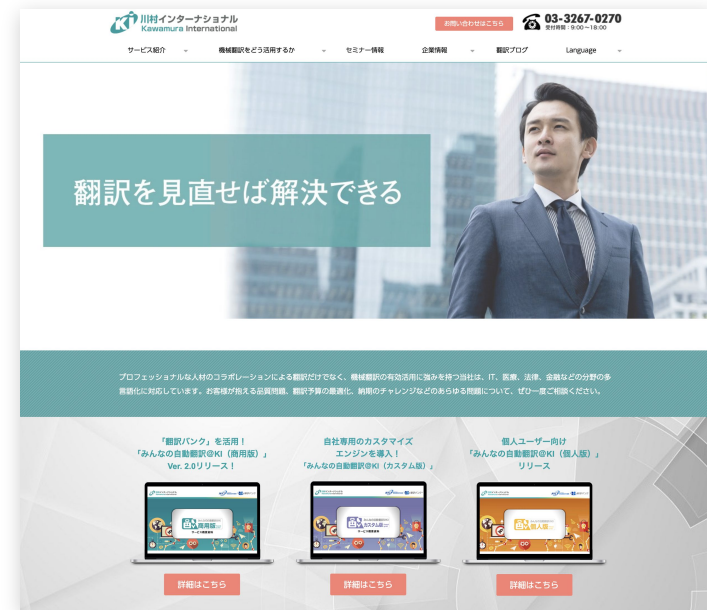 川村インターナショナル
Kawamura International
お問い合わせはこちら
03-3267-0270
受付時間：9:00～18:00
サービス紹介
機械翻訳をどう活用するか
セミナー情報
企業情報
翻訳ブログ
Language
翻訳を見直せば解決できる
プロフェッショナルな人材のコラボレーションによる翻訳だけでなく、機械翻訳の有効活用に強みを持つ当社は、IT、医療、法律、金融などの分野の多
言語化に対応しています。お客様が抱える品質問題、翻訳予算の最適化、納期のチャレンジなどのあらゆる問題について、ぜひ一度ご相談ください。
「翻訳バンク」を活用！
「みんなの自動翻訳@KI（商用版）」
Ver. 2.0リリース！
自社専用のカスタマイズ
エンジンを導入！
「みんなの自動翻訳@KI（カスタム版）」
個人ユーザー向け
「みんなの自動翻訳@KI（個人版）」
リリース
商用版
カスタム版
個人版
詳細はこちら
詳細はこちら
詳細はこちら